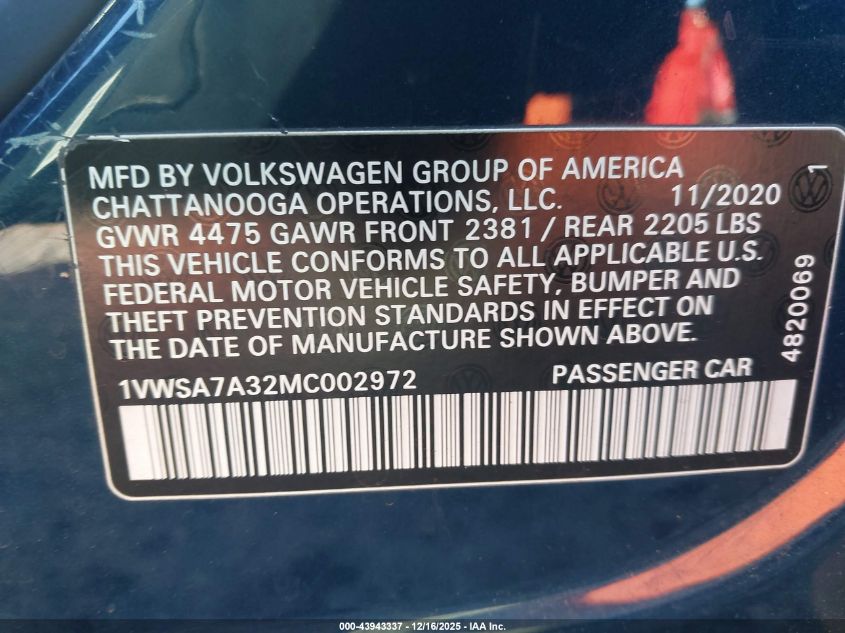 MFD BY VOLKSWAGEN GROUP OF AMERICA
CHATTANOOGA OPERATIONS, LLC. 11/2020
GVWR 4475 GAWR FRONT 2381 / REAR 2205 LBS
THIS VEHICLE CONFORMS TO ALL APPLICABLE U.S.
FEDERAL MOTOR VEHICLE SAFETY, BUMPER AND
THEFT PREVENTION STANDARDS IN EFFECT ON
THE DATE OF MANUFACTURE SHOWN ABOVE.
1VWSA7A32MC002972 PASSENGER CAR
4820069 1
000-43943337 - 12/16/2025 - IAA Inc.